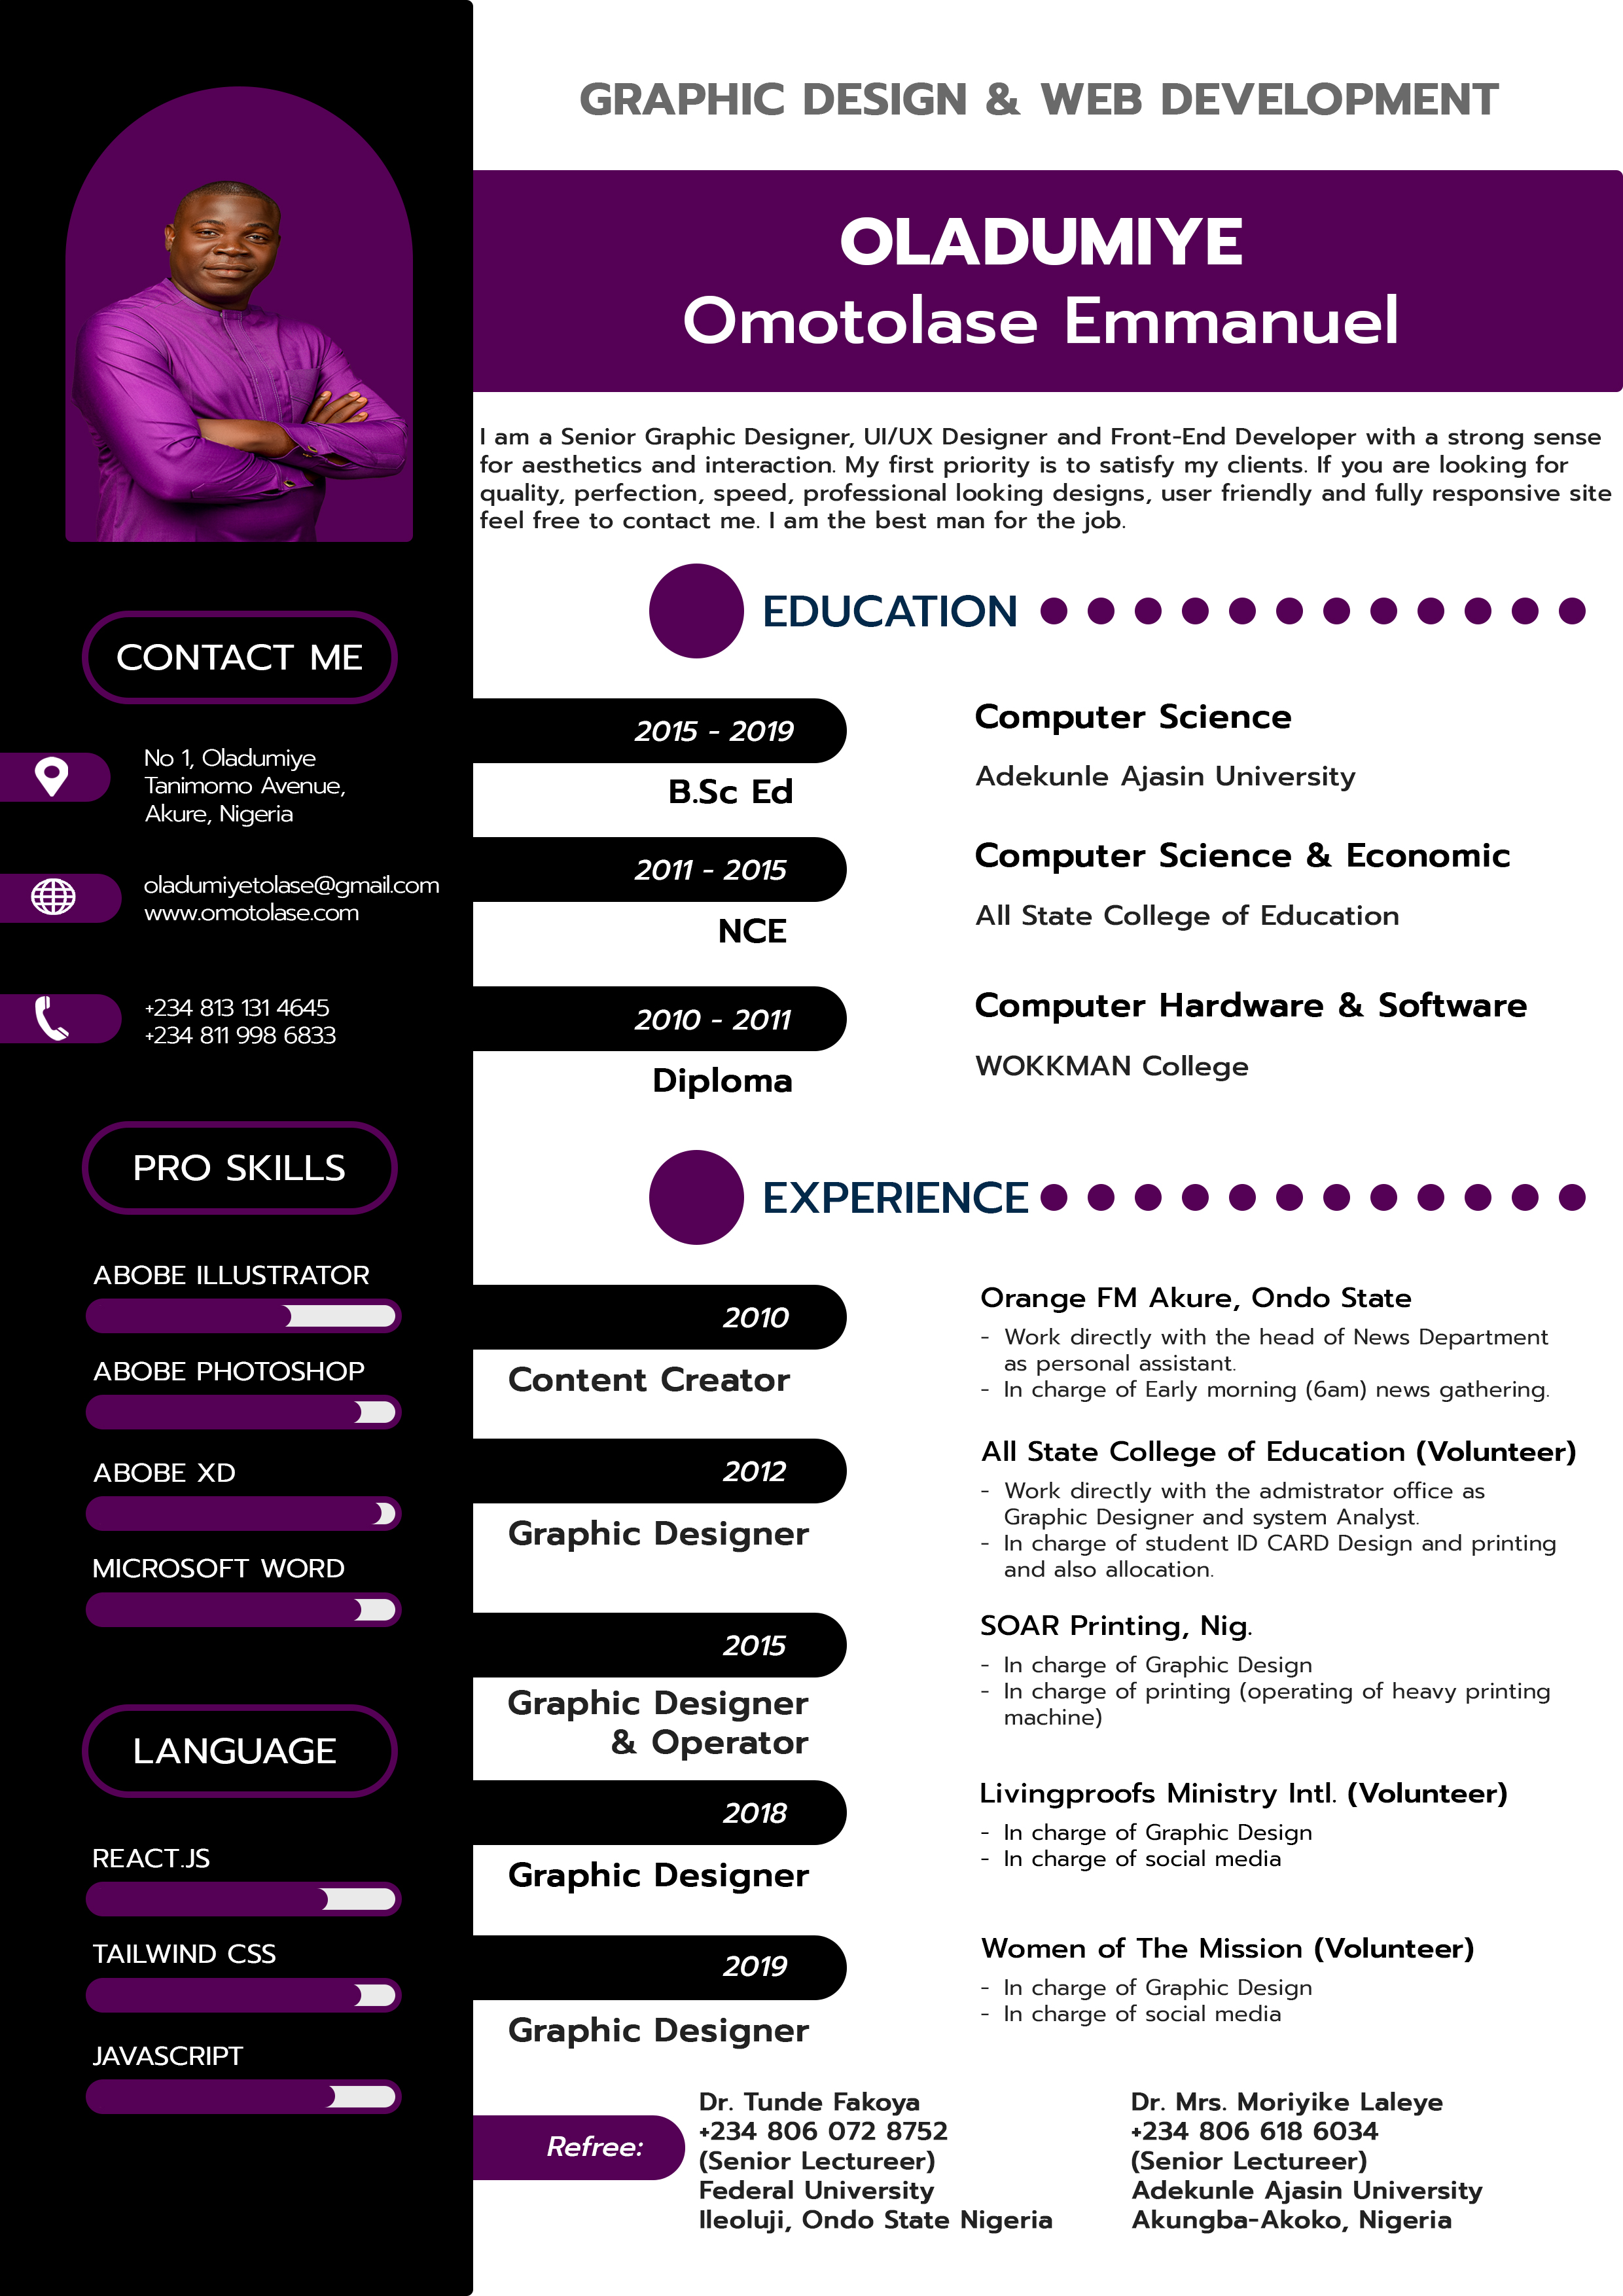 GRAPHIC DESIGN & WEB DEVELOPMENT
OLADUMIYE
Omotolase Emmanuel
I am a Senior Graphic Designer, UI/UX Designer and Front-End Developer with a strong sense
for aesthetics and interaction. My first priority is to satisfy my clients. If you are looking for
quality, perfection, speed, professional looking designs, user friendly and fully responsive site
feel free to contact me. I am the best man for the job.
CONTACT ME
No 1, Oladumiye
Tanimomo Avenue,
Akure, Nigeria
oladumiyetolase@gmail.com
www.omotolase.com
+234 813 131 4645
+234 811 998 6833
PRO SKILLS
ABOBE ILLUSTRATOR
ABOBE PHOTOSHOP
ABOBE XD
MICROSOFT WORD
LANGUAGE
REACT.JS
TAILWIND CSS
JAVASCRIPT
EDUCATION
2015 - 2019
B.Sc Ed
Computer Science
Adekunle Ajasin University
2011 - 2015
NCE
Computer Science & Economic
All State College of Education
2010 - 2011
Diploma
Computer Hardware & Software
WOKKMAN College
EXPERIENCE
2010
Content Creator
Orange FM Akure, Ondo State
- Work directly with the head of News Department
as personal assistant.
- In charge of Early morning (6am) news gathering.
2012
Graphic Designer
All State College of Education (Volunteer)
- Work directly with the admistrator office as
Graphic Designer and system Analyst.
- In charge of student ID CARD Design and printing
and also allocation.
2015
Graphic Designer
& Operator
SOAR Printing, Nig.
- In charge of Graphic Design
- In charge of printing (operating of heavy printing
machine)
2018
Graphic Designer
Livingproofs Ministry Intl. (Volunteer)
- In charge of Graphic Design
- In charge of social media
2019
Graphic Designer
Women of The Mission (Volunteer)
- In charge of Graphic Design
- In charge of social media
Refree:
Dr. Tunde Fakoya
+234 806 072 8752
(Senior Lectureer)
Federal University
Ileoluji, Ondo State Nigeria
Dr. Mrs. Moriyike Laleye
+234 806 618 6034
(Senior Lectureer)
Adekunle Ajasin University
Akungba-Akoko, Nigeria